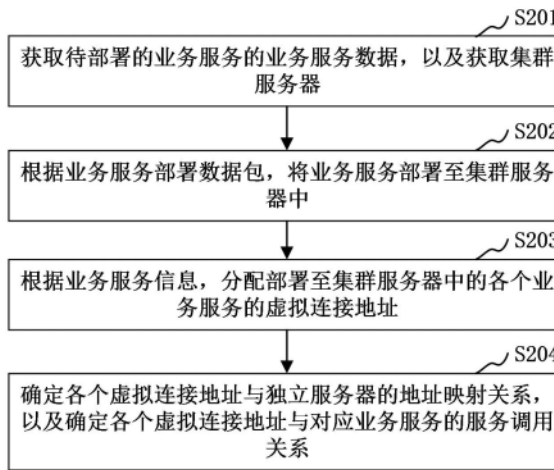 S201
获取待部署的业务服务的业务服务数据，以及获取集群
服务器
S202
根据业务服务部署数据包，将业务服务部署至集群服务
器中
S203
根据业务服务信息，分配部署至集群服务器中的各个业
务服务的虚拟连接地址
S204
确定各个虚拟连接地址与独立服务器的地址映射关系，
以及确定各个虚拟连接地址与对应业务服务的服务调用
关系